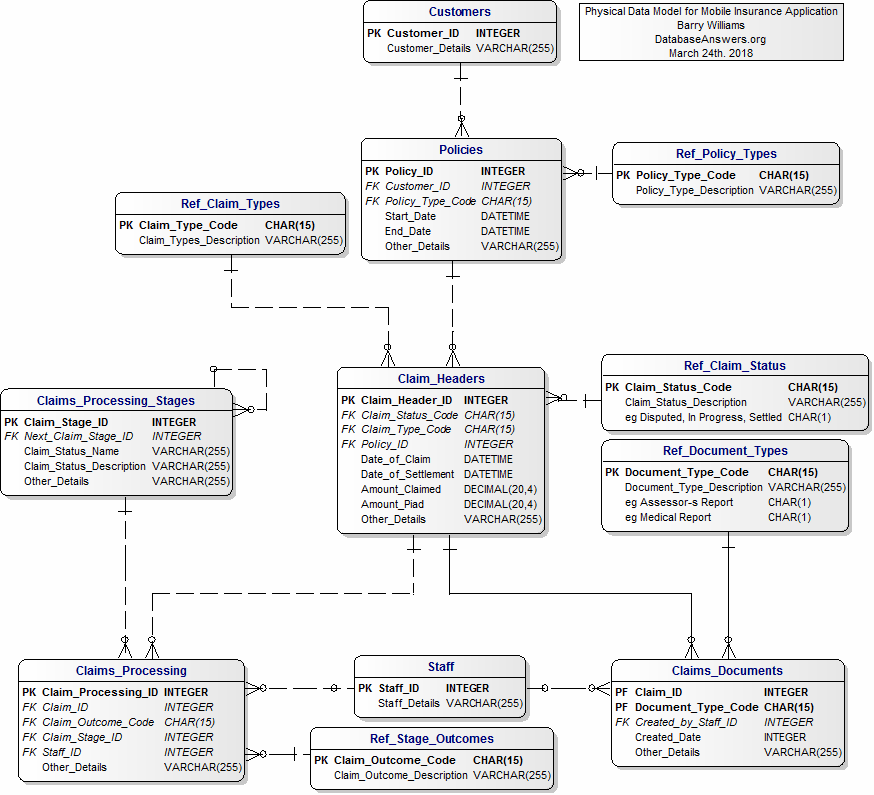 Customers
PK Customer_ID INTEGER
Customer_Details VARCHAR(255)
Physical Data Model for Mobile Insurance Application
Barry Williams
DatabaseAnswers.org
March 24th. 2018
Policies
PK Policy_ID INTEGER
FK Customer_ID INTEGER
FK Policy_Type_Code CHAR(15)
Start_Date DATETIME
End_Date DATETIME
Other_Details VARCHAR(255)
Ref_Policy_Types
PK Policy_Type_Code CHAR(15)
Policy_Type_Description VARCHAR(255)
Ref_Claim_Types
PK Claim_Type_Code CHAR(15)
Claim_Types_Description VARCHAR(255)
Claims_Processing_Stages
PK Claim_Stage_ID INTEGER
FK Next_Claim_Stage_ID INTEGER
Claim_Status_Name VARCHAR(255)
Claim_Status_Description VARCHAR(255)
Other_Details VARCHAR(255)
Claim_Headers
PK Claim_Header_ID INTEGER
FK Claim_Status_Code CHAR(15)
FK Claim_Type_Code CHAR(15)
FK Policy_ID INTEGER
Date_of_Claim DATETIME
Date_of_Settlement DATETIME
Amount_Claimed DECIMAL(20,4)
Amount_Piad DECIMAL(20,4)
Other_Details VARCHAR(255)
Ref_Claim_Status
PK Claim_Status_Code CHAR(15)
Claim_Status_Description VARCHAR(255)
eg Disputed, In Progress, Settled CHAR(1)
Ref_Document_Types
PK Document_Type_Code CHAR(15)
Document_Type_Description VARCHAR(255)
eg Assessor-s Report CHAR(1)
eg Medical Report CHAR(1)
Claims_Processing
PK Claim_Processing_ID INTEGER
FK Claim_ID INTEGER
FK Claim_Outcome_Code CHAR(15)
FK Claim_Stage_ID INTEGER
FK Staff_ID INTEGER
Other_Details VARCHAR(255)
Staff
PK Staff_ID INTEGER
Staff_Details VARCHAR(255)
Ref_Stage_Outcomes
PK Claim_Outcome_Code CHAR(15)
Claim_Outcome_Description VARCHAR(255)
Claims_Documents
PF Claim_ID INTEGER
PF Document_Type_Code CHAR(15)
FK Created_by_Staff_ID INTEGER
Created_Date INTEGER
Other_Details VARCHAR(255)